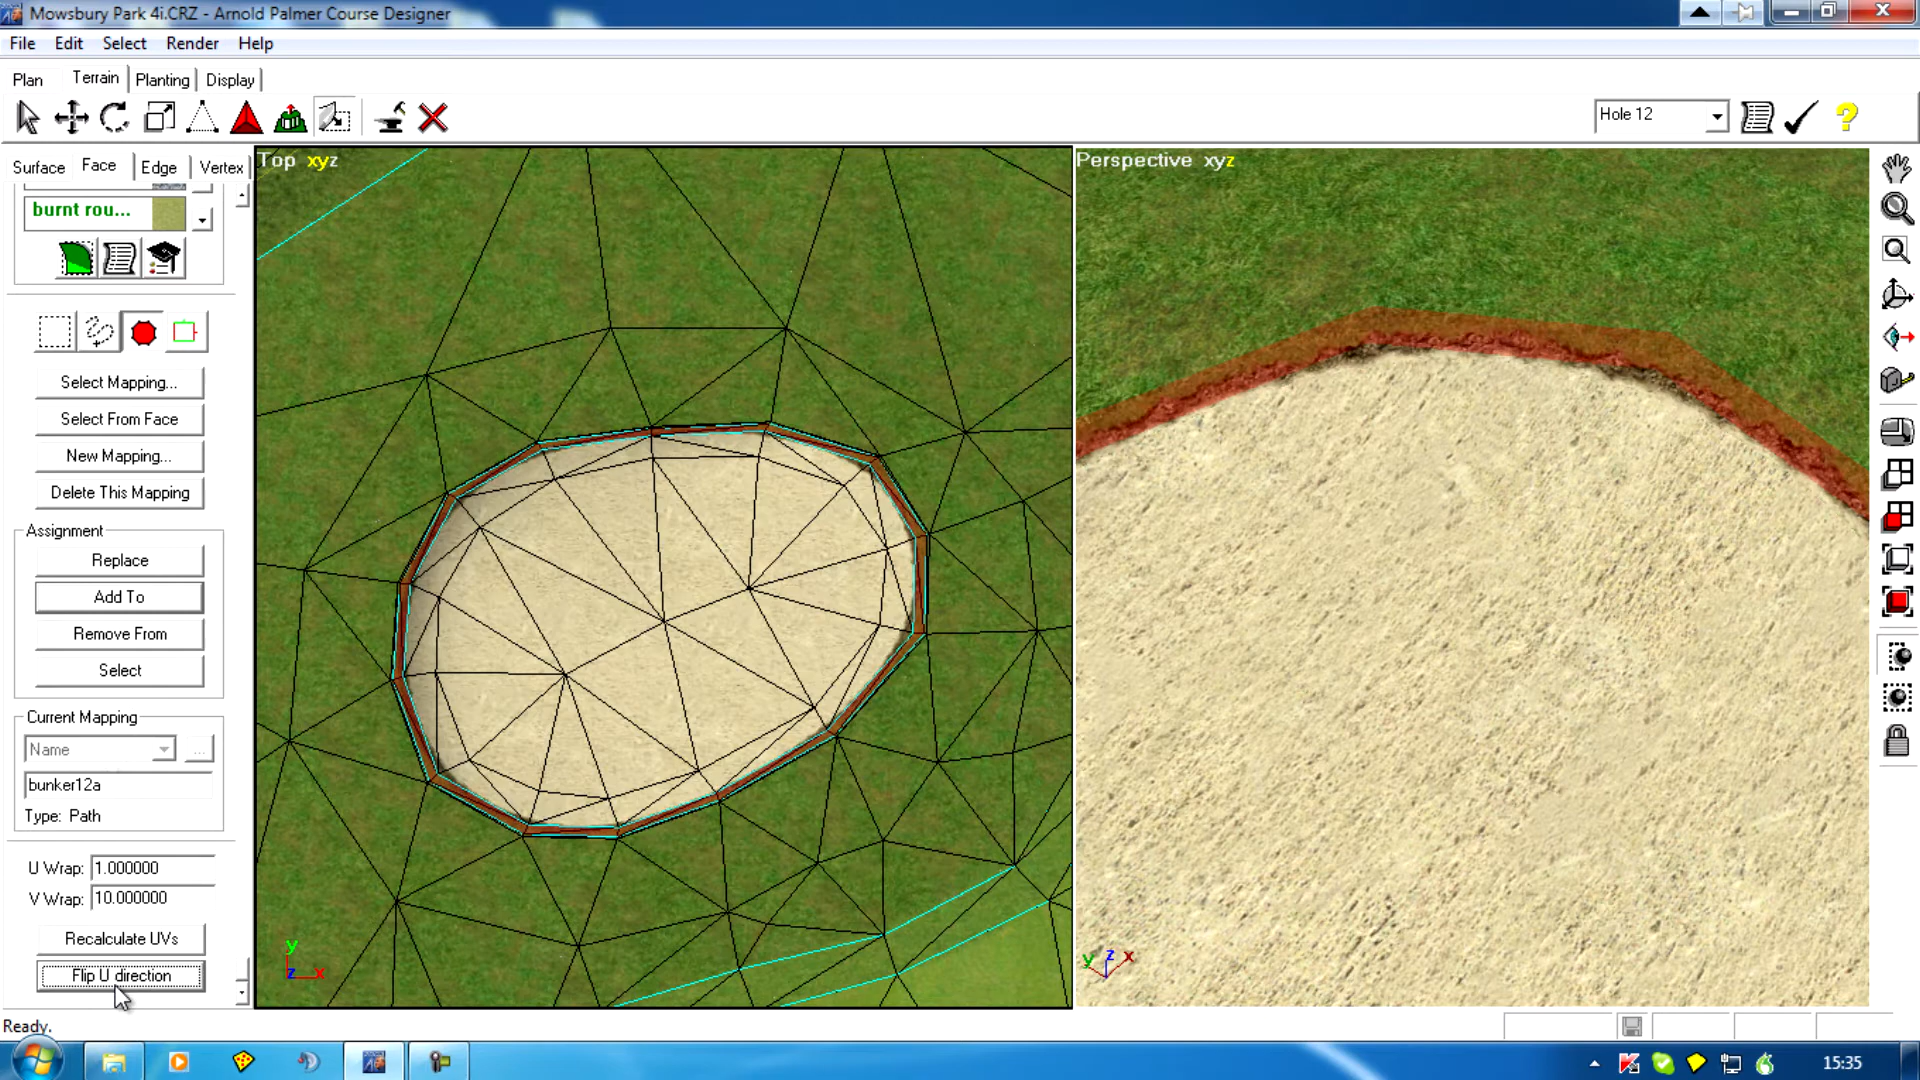 Mowsbury Park 4i.CRZ - Arnold Palmer Course Designer
File Edit Select Render Help
Plan Terrain Planting Display
Hole 12
Surface Face Edge Vertex
Top xyz
Perspective xyz
burnt rou...
Select Mapping...
Select From Face
New Mapping...
Delete This Mapping
Assignment
Replace
Add To
Remove From
Select
Current Mapping
Name ...
bunker12a
Type: Path
U Wrap: 1.000000
V Wrap: 10.000000
Recalculate UVs
Flip U direction
y
z x
y z x
Ready.
15:35